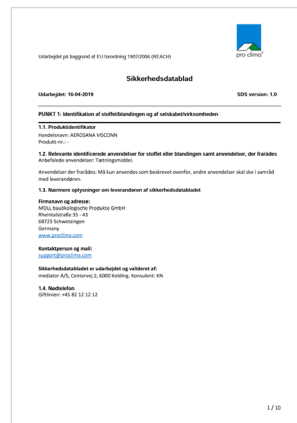 pro clima
Udarbejdet på baggrund af EU forordning 1907/2006 (REACH)
Sikkerhedsdatablad
Udarbejdet: 16-04-2019 SDS version: 1.0
PUNKT 1: Identifikation af stoffet/blandingen og af selskabet/virksomheden
1.1. Produktidentifikator
Handelsnavn: AEROSANA VISCONN
Produkt-nr.: -
1.2. Relevante identificerede anvendelser for stoffet eller blandingen samt anvendelser, der frarådes
Anbefalede anvendelser: Tætningsmiddel.
Anvendelser der frarådes: Må kun anvendes som beskrevet ovenfor, andre anvendelser skal ske i samråd
med leverandøren.
1.3. Nærmere oplysninger om leverandøren af sikkerhedsdatabladet
Firmanavn og adresse:
MOLL bauökologische Produkte GmbH
Rheintalstraße 35 - 43
68723 Schwetzingen
Germany
www.proclima.com
Kontaktperson og mail:
support@proclima.com
Sikkerhedsdatabladet er udarbejdet og valideret af:
mediator A/S, Centervej 2, 6000 Kolding. Konsulent: KN
1.4. Nødtelefon
Giftlinien: +45 82 12 12 12
1 / 10